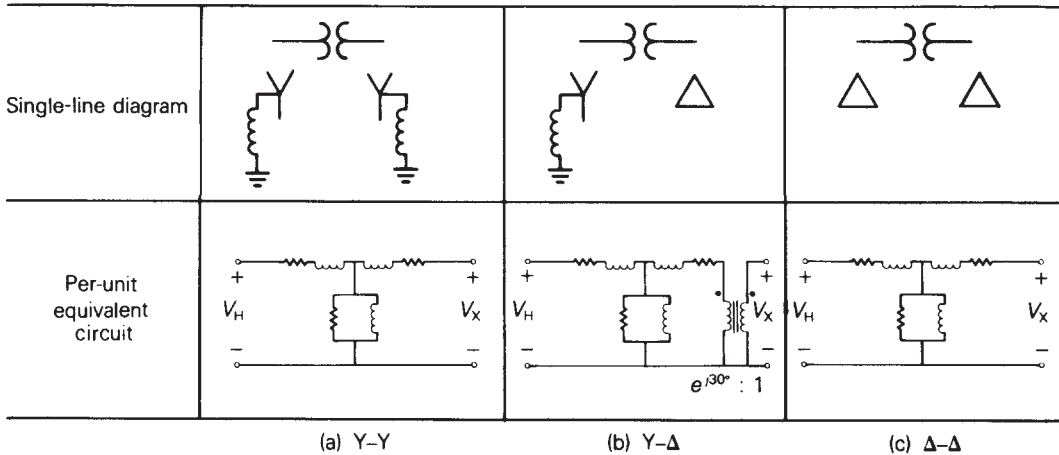 Single-line diagram
Per-unit
equivalent
circuit
+ + + + + +
V_H V_X V_H V_X V_H V_X
− − − − − −
e^{j30°} : 1
(a) Y–Y (b) Y–Δ (c) Δ–Δ